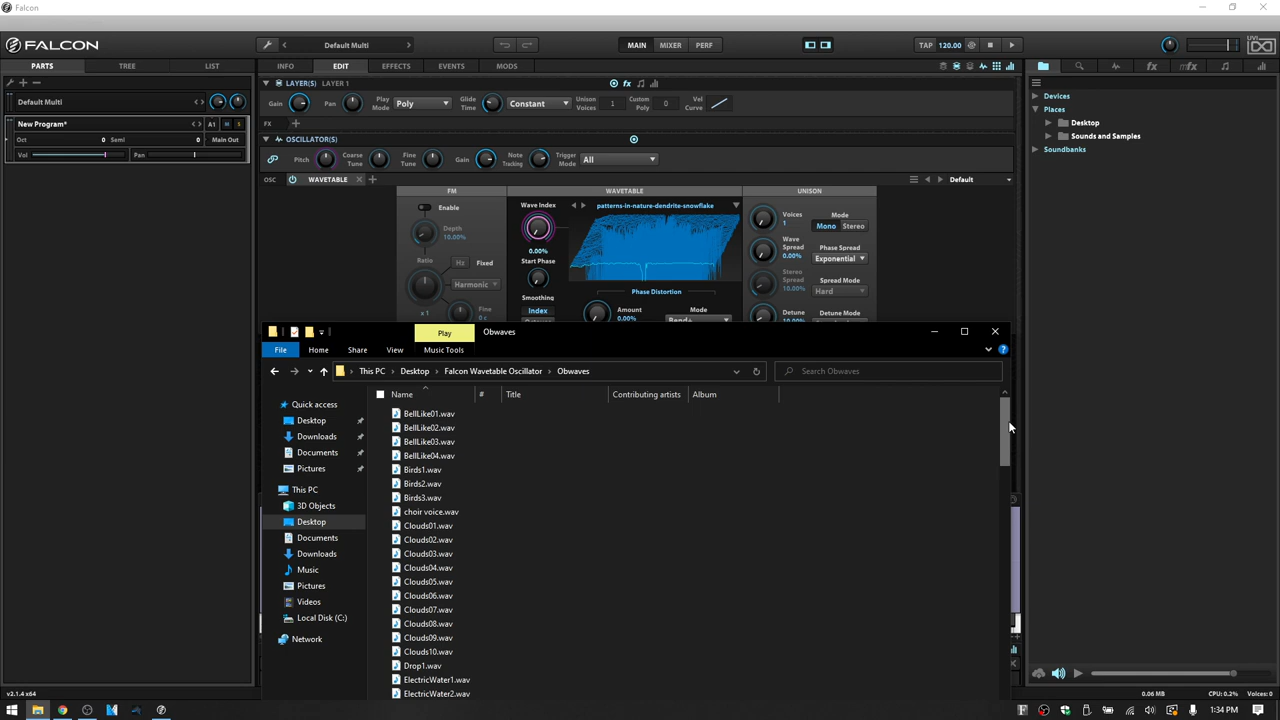 Falcon
FALCON
Default Multi
MAIN MIXER PERF
TAP 120.00
PARTS TREE LIST
INFO EDIT EFFECTS EVENTS MODS
LAYER(S) LAYER 1
Default Multi
Gain Pan Play Mode Poly Glide Time Constant Unison Voices 1 Custom Poly 0 Vel Curve
New Program* A1 M S
FX
Oct 0 Semi 0 Main Out
OSCILLATOR(S)
Vol Pan
Pitch Coarse Tune Fine Tune Gain Note Tracking Trigger Mode All
OSC WAVETABLE Default
FM WAVETABLE UNISON
Enable
Depth
10.00%
Ratio
Hz Fixed
Harmonic
x 1
Fine
0 c
Wave Index
0.00%
patterns-in-nature-dendrite-snowflake
Start Phase
Smoothing
Index
Phase Distortion
Amount
0.00%
Mode
Bend+
Voices
1
Mode
Mono Stereo
Wave Spread
0.00%
Phase Spread
Exponential
Stereo Spread
10.00%
Spread Mode
Hard
Detune
Detune Mode
Devices
Places
Desktop
Sounds and Samples
Soundbanks
Play Obwaves
File Home Share View Music Tools
This PC Desktop Falcon Wavetable Oscillator Obwaves
Search Obwaves
Name # Title Contributing artists Album
Quick access
Desktop
Downloads
Documents
Pictures
This PC
3D Objects
Desktop
Documents
Downloads
Music
Pictures
Videos
Local Disk (C:)
Network
BellLike01.wav
BellLike02.wav
BellLike03.wav
BellLike04.wav
Birds1.wav
Birds2.wav
Birds3.wav
choir voice.wav
Clouds01.wav
Clouds02.wav
Clouds03.wav
Clouds04.wav
Clouds05.wav
Clouds06.wav
Clouds07.wav
Clouds08.wav
Clouds09.wav
Clouds10.wav
Drop1.wav
ElectricWater1.wav
ElectricWater2.wav
v2.1.4 x64
0.06 MB CPU: 0.2% Voices: 0
1:34 PM